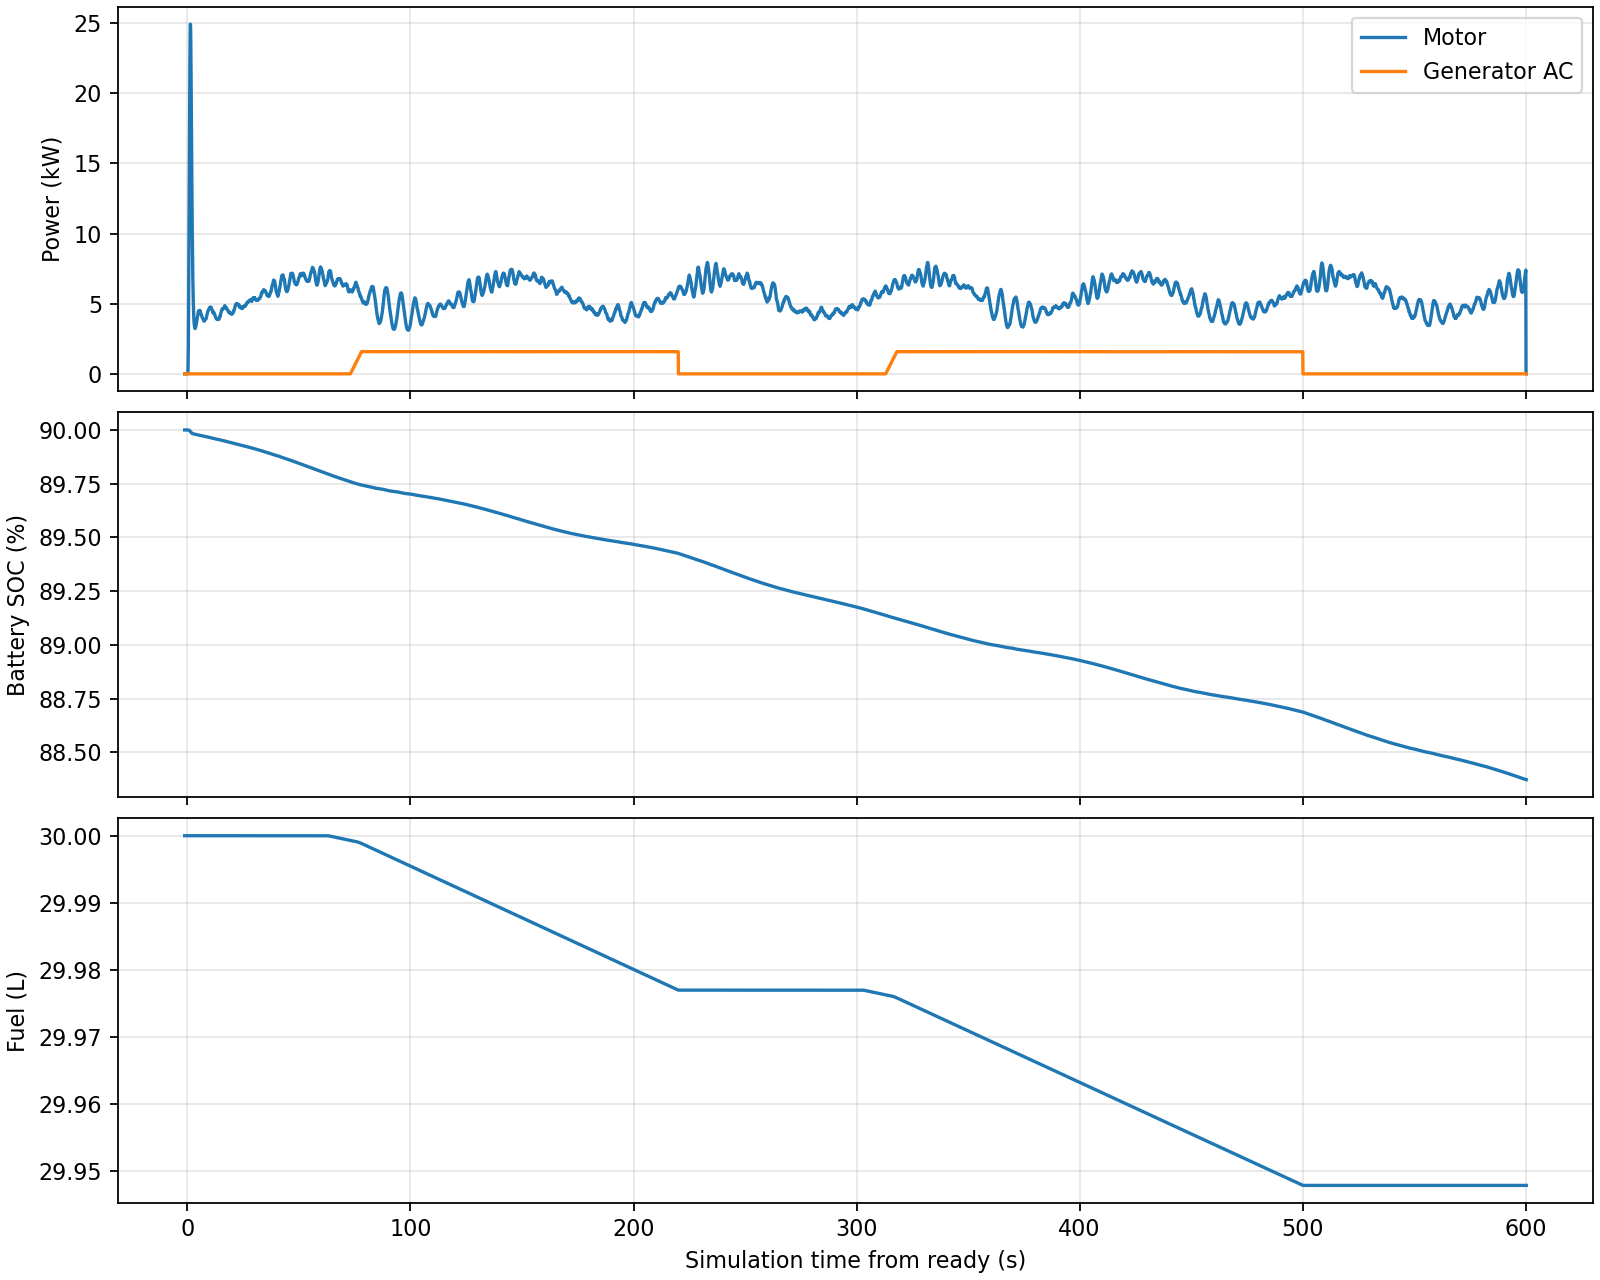 25
20
15
10
5
0
Power (kW)
Motor
Generator AC
90.00
89.75
89.50
89.25
89.00
88.75
88.50
Battery SOC (%)
30.00
29.99
29.98
29.97
29.96
29.95
Fuel (L)
0 100 200 300 400 500 600
Simulation time from ready (s)